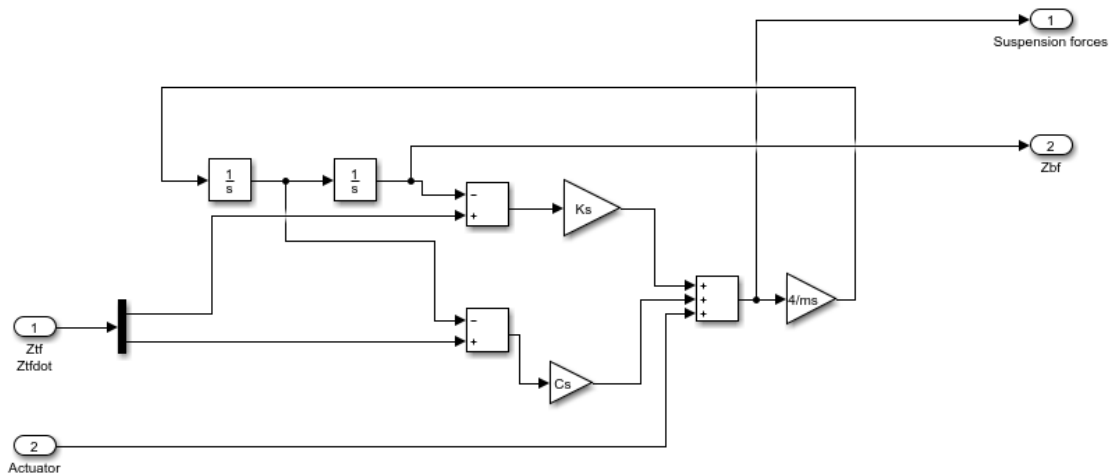 1
Suspension forces
2
Zbf
1
s
1
s
−
+
Ks
+
+
+
4/ms
−
+
Cs
1
Ztf
Ztfdot
2
Actuator